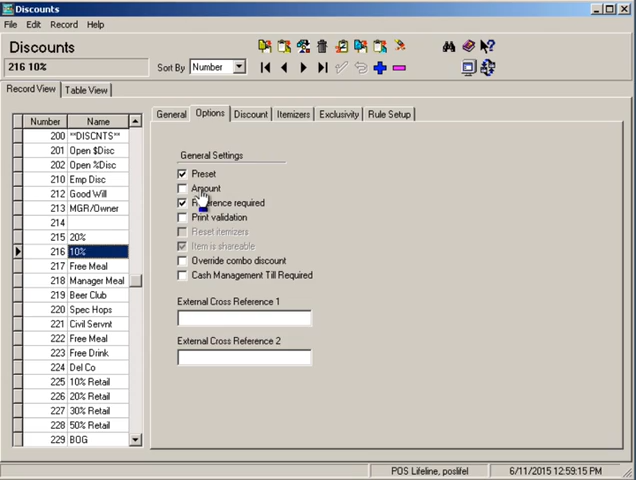 Discounts
File Edit Record Help
Discounts
216 10%
Sort By Number
Record View Table View
General Options Discount Itemizers Exclusivity Rule Setup
Number Name
200 **DISCNTS**
201 Open $Disc
202 Open %Disc
210 Emp Disc
212 Good Will
213 MGR/Owner
214
215 20%
216 10%
217 Free Meal
218 Manager Meal
219 Beer Club
220 Spec Hops
221 Civil Servnt
222 Free Meal
223 Free Drink
224 Del Co
225 10% Retail
226 20% Retail
227 30% Retail
228 50% Retail
229 BOG
General Settings
Preset
Amount
Reference required
Print validation
Reset itemizers
Item is shareable
Override combo discount
Cash Management Till Required
External Cross Reference 1
External Cross Reference 2
POS Lifeline, poslifel 6/11/2015 12:59:15 PM